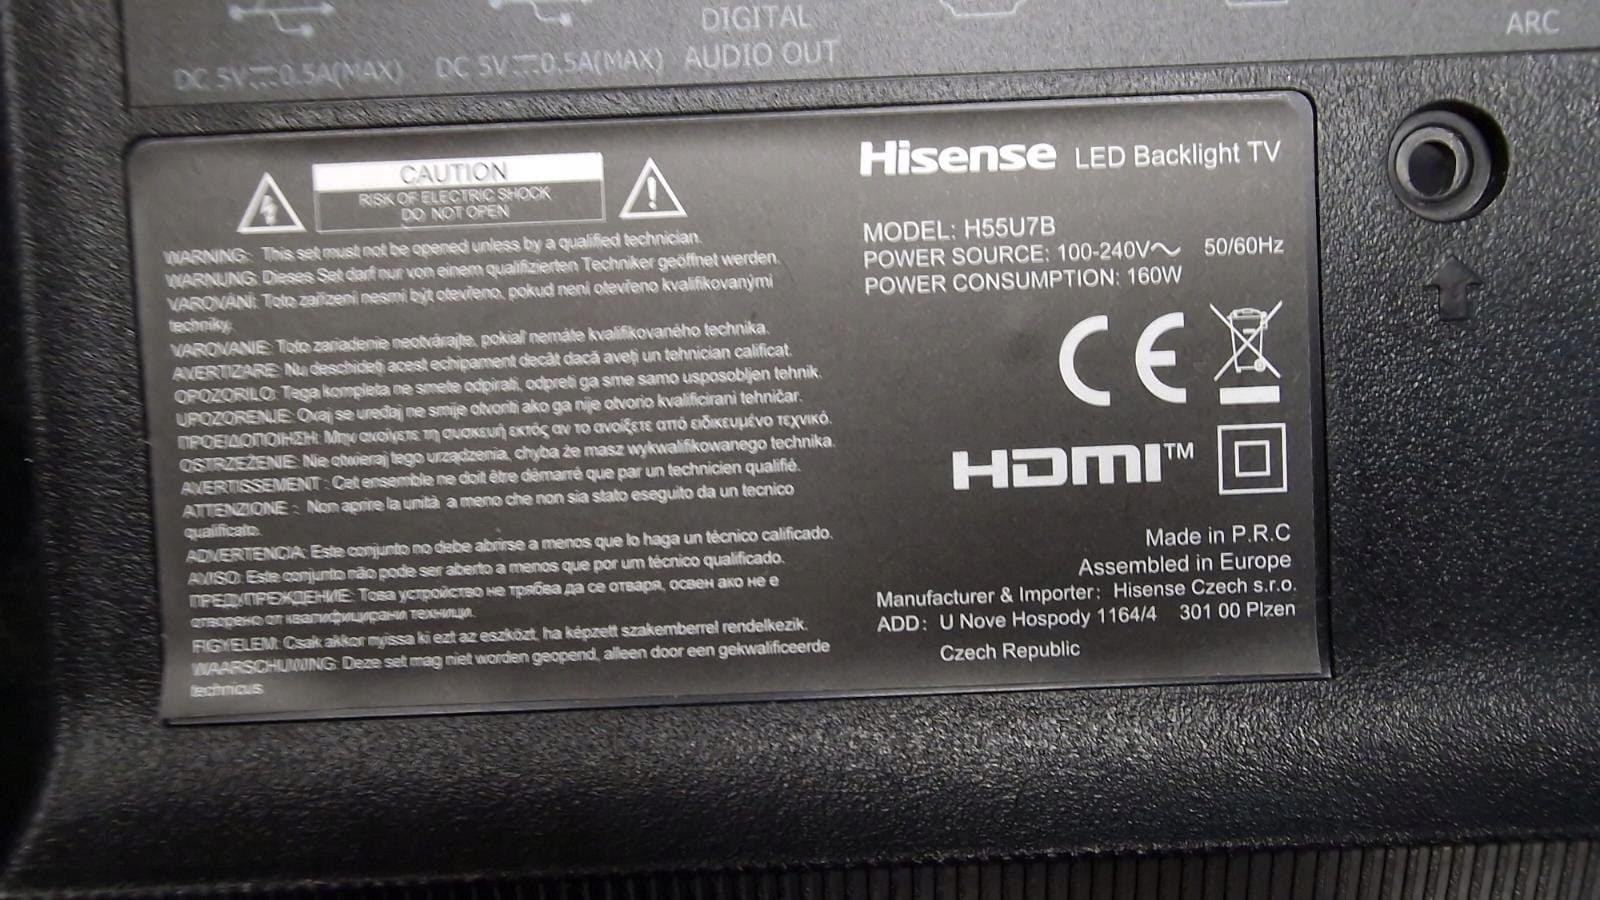 DC 5V⎓0.5A(MAX)
DC 5V⎓0.5A(MAX)
DIGITAL
AUDIO OUT
ARC
CAUTION
RISK OF ELECTRIC SHOCK
DO NOT OPEN
WARNING: This set must not be opened unless by a qualified technician.
WARNUNG: Dieses Set darf nur von einem qualifizierten Techniker geöffnet werden.
VAROVÁNÍ: Toto zařízení nesmí být otevřeno, pokud není otevřeno kvalifikovanými
techniky.
VAROVANIE: Toto zariadenie neotvárajte, pokiaľ nemáte kvalifikovaného technika.
AVERTIZARE: Nu deschideți acest echipament decât dacă aveți un tehnician calificat.
OPOZORILO: Tega kompleta ne smete odpirati, odpreti ga sme samo usposobljen tehnik.
UPOZORENJE: Ovaj se uređaj ne smije otvoriti ako ga nije otvorio kvalificirani tehničar.
ΠΡΟΕΙΔΟΠΟΙΗΣΗ: Μην ανοίγετε τη συσκευή εκτός αν το ανοίξετε από ειδικευμένο τεχνικό.
OSTRZEŻENIE: Nie otwieraj tego urządzenia, chyba że masz wykwalifikowanego technika.
AVERTISSEMENT : Cet ensemble ne doit être démarré que par un technicien qualifié.
ATTENZIONE : Non aprire la unità a meno che non sia stato eseguito da un tecnico
qualificato.
ADVERTENCIA: Este conjunto no debe abrirse a menos que lo haga un técnico calificado.
AVISO: Este conjunto não pode ser aberto a menos que por um técnico qualificado.
ПРЕДУПРЕЖДЕНИЕ: Това устройство не трябва да се отваря, освен ако не е
отворено от квалифицирани техници.
FIGYELEM: Csak akkor nyissa ki ezt az eszközt, ha képzett szakemberrel rendelkezik.
WAARSCHUWING: Deze set mag niet worden geopend, alleen door een gekwalificeerde
technicus
Hisense LED Backlight TV
MODEL: H55U7B
POWER SOURCE: 100-240V～ 50/60Hz
POWER CONSUMPTION: 160W
CE
HDMI™
Made in P.R.C
Assembled in Europe
Manufacturer & Importer: Hisense Czech s.r.o.
ADD: U Nove Hospody 1164/4 301 00 Plzen
Czech Republic